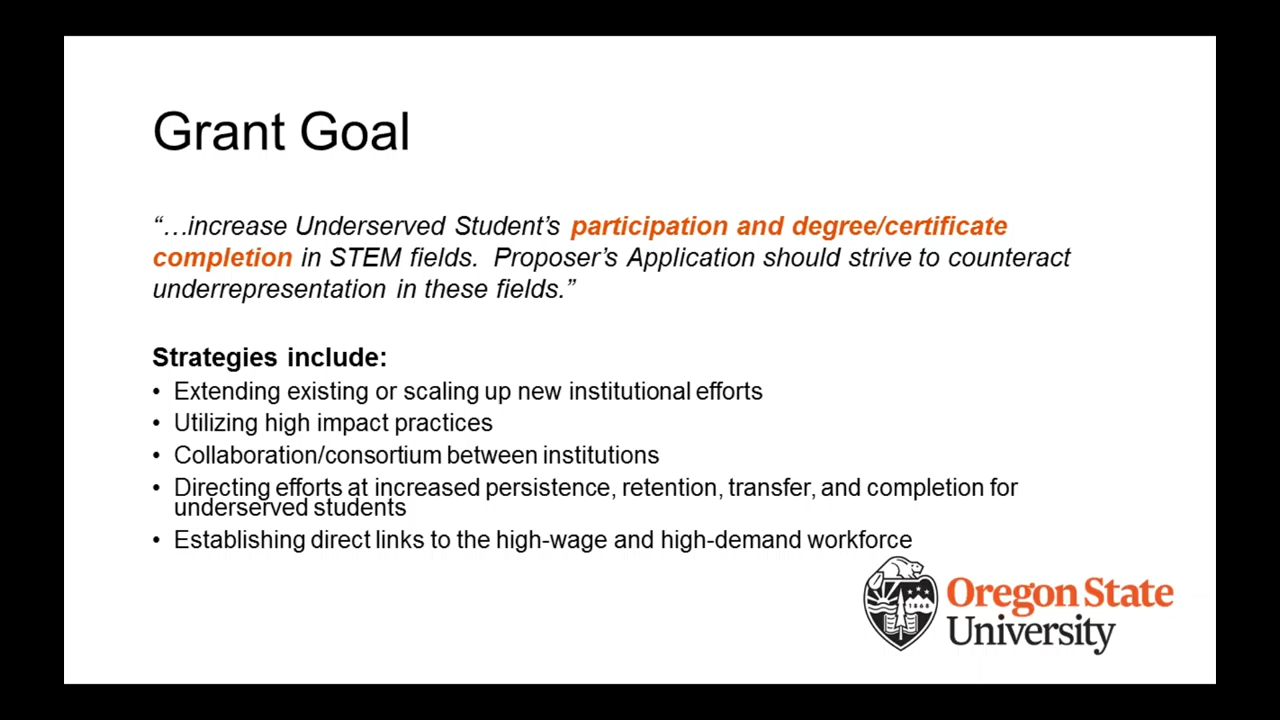 Grant Goal
“…increase Underserved Student’s participation and degree/certificate
completion in STEM fields. Proposer’s Application should strive to counteract
underrepresentation in these fields.”
Strategies include:
• Extending existing or scaling up new institutional efforts
• Utilizing high impact practices
• Collaboration/consortium between institutions
• Directing efforts at increased persistence, retention, transfer, and completion for
underserved students
• Establishing direct links to the high-wage and high-demand workforce
1868
Oregon State
University